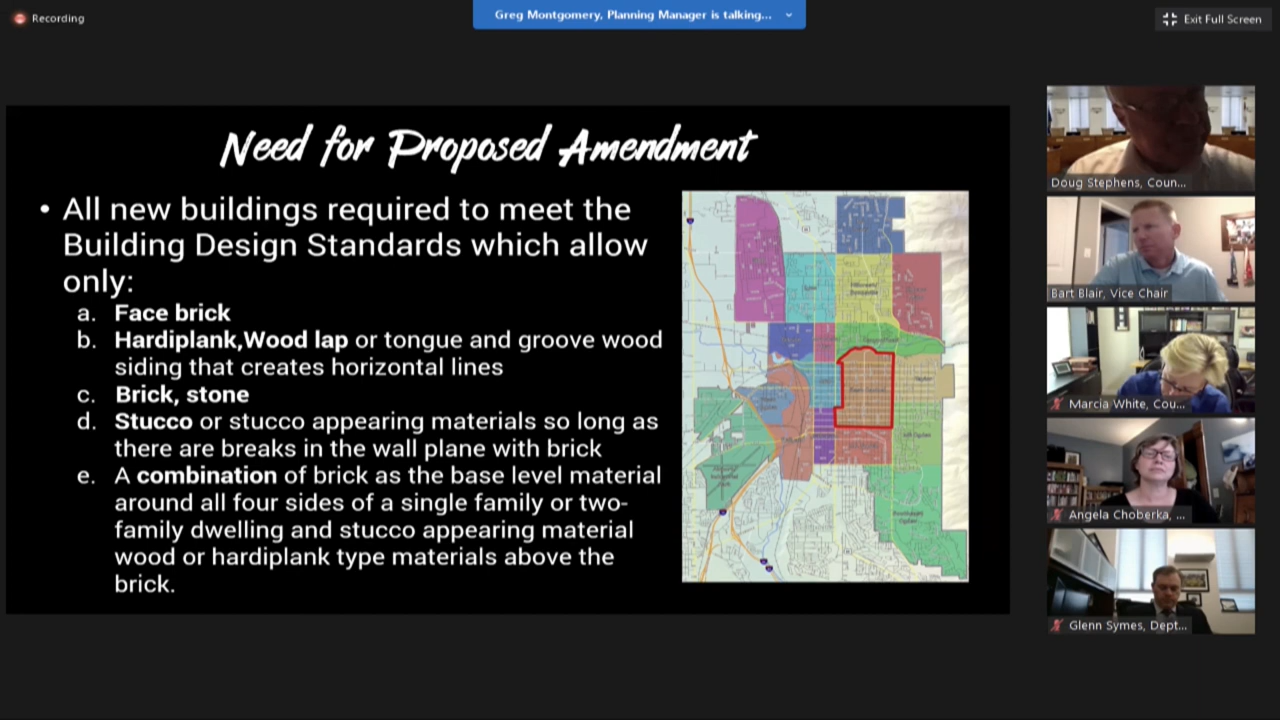 Recording
Greg Montgomery, Planning Manager is talking...
Exit Full Screen
Need for Proposed Amendment
• All new buildings required to meet the
Building Design Standards which allow
only:
a. Face brick
b. Hardiplank,Wood lap or tongue and groove wood
siding that creates horizontal lines
c. Brick, stone
d. Stucco or stucco appearing materials so long as
there are breaks in the wall plane with brick
e. A combination of brick as the base level material
around all four sides of a single family or two-
family dwelling and stucco appearing material
wood or hardiplank type materials above the
brick.
Doug Stephens, Coun...
Bart Blair, Vice Chair
Marcia White, Cou...
Angela Choberka, ...
Glenn Symes, Dept...